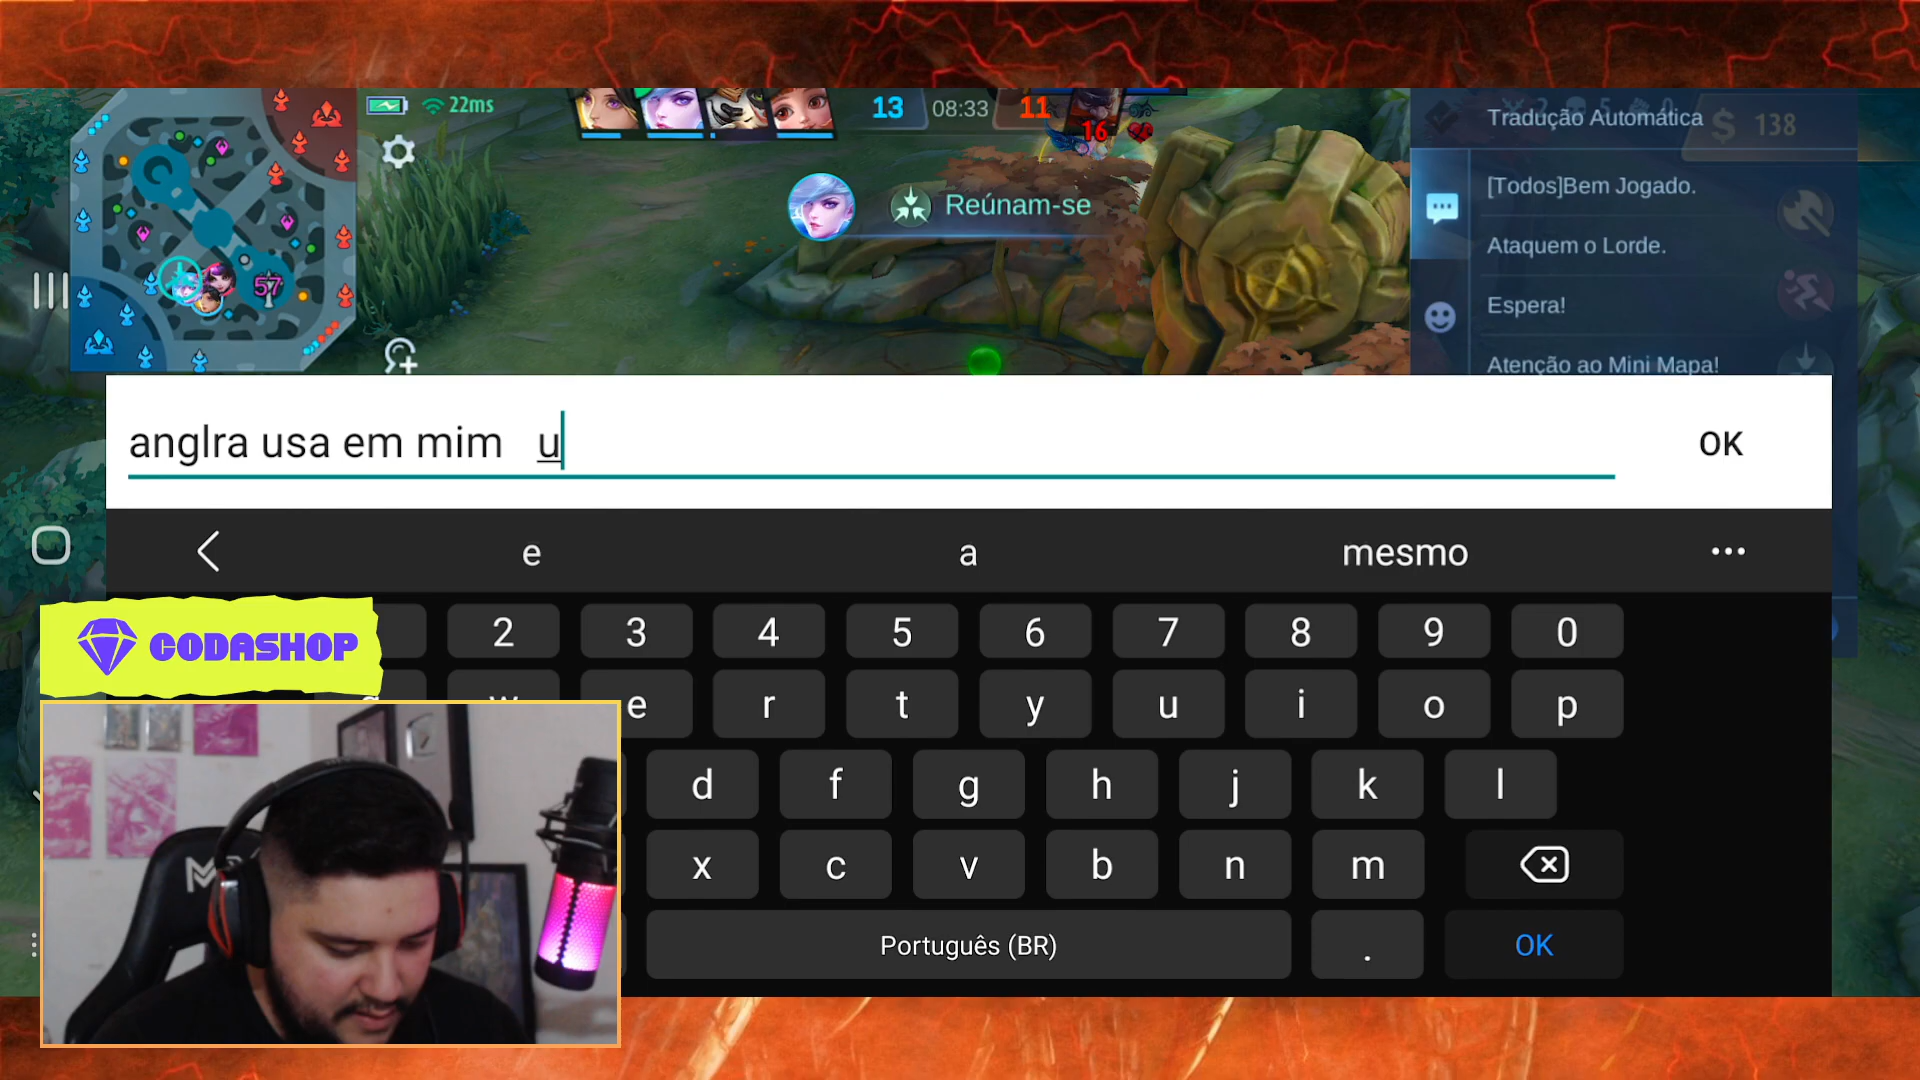 22ms
13 08:33 11
16
Tradução Automática
138
[Todos]Bem Jogado.
Reúnam-se
Ataquem o Lorde.
57
Espera!
Atenção ao Mini Mapa!
anglra usa em mim u
OK
e a mesmo
CODASHOP
2 3 4 5 6 7 8 9 0
e r t y u i o p
d f g h j k l
x c v b n m
Português (BR) . OK